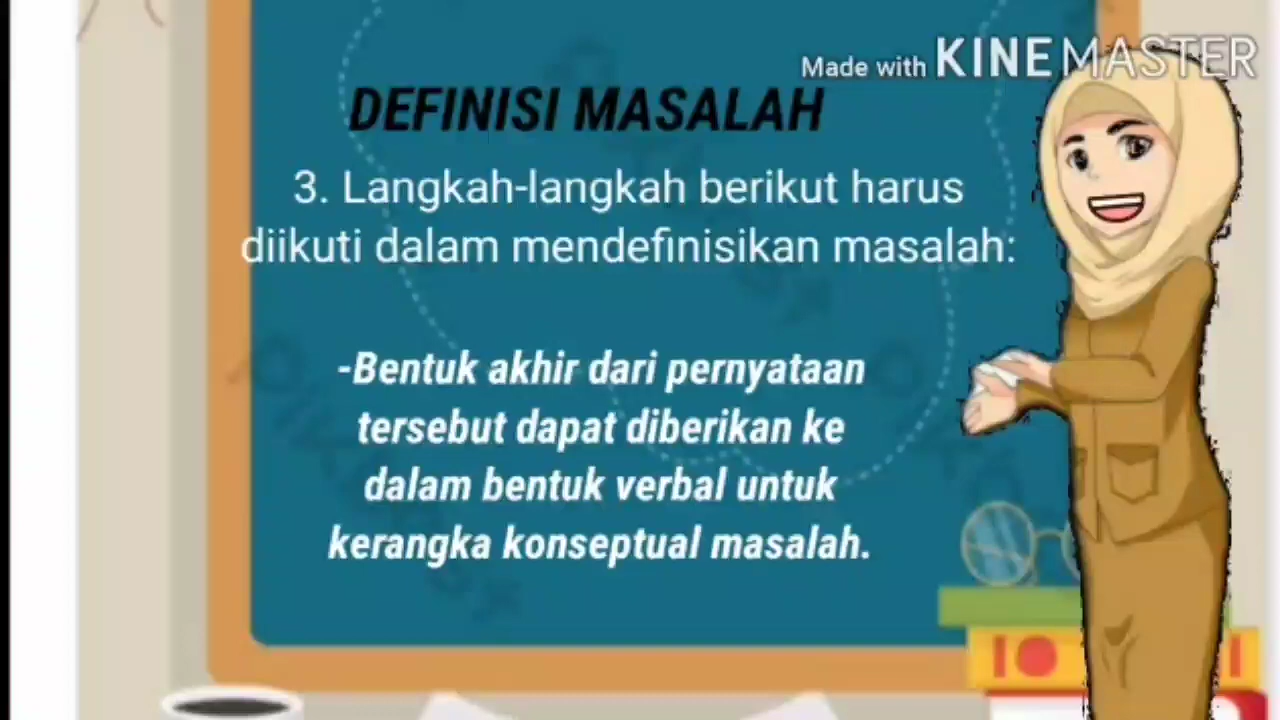 Made with KINEMASTER
DEFINISI MASALAH
3. Langkah-langkah berikut harus
diikuti dalam mendefinisikan masalah:
-Bentuk akhir dari pernyataan
tersebut dapat diberikan ke
dalam bentuk verbal untuk
kerangka konseptual masalah.